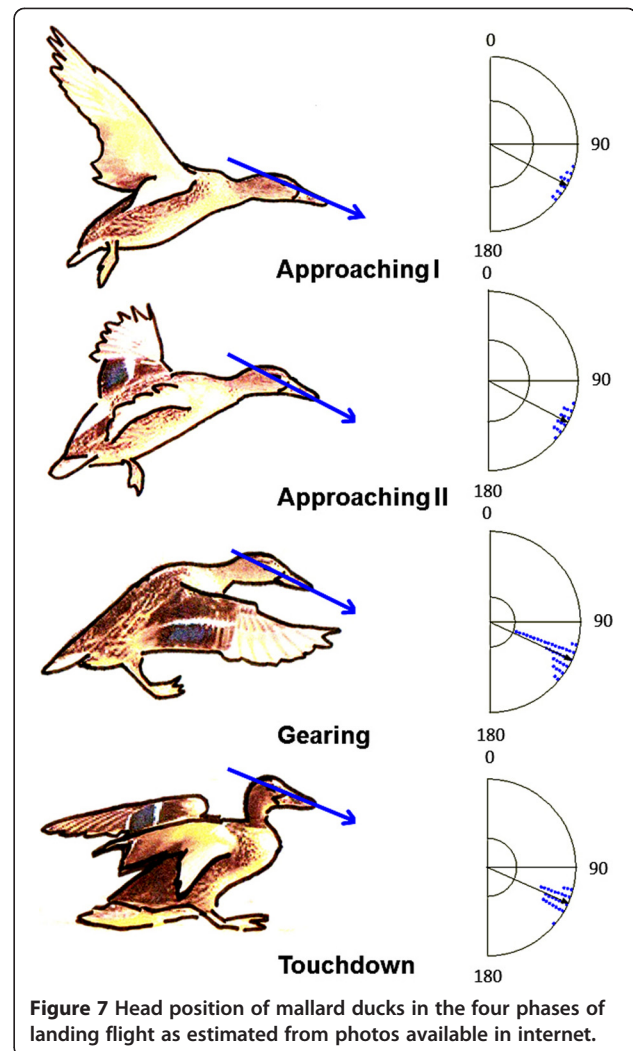 0
90
180
Approaching I
0
90
180
Approaching II
0
90
180
Gearing
0
90
180
Touchdown
Figure 7 Head position of mallard ducks in the four phases of
landing flight as estimated from photos available in internet.